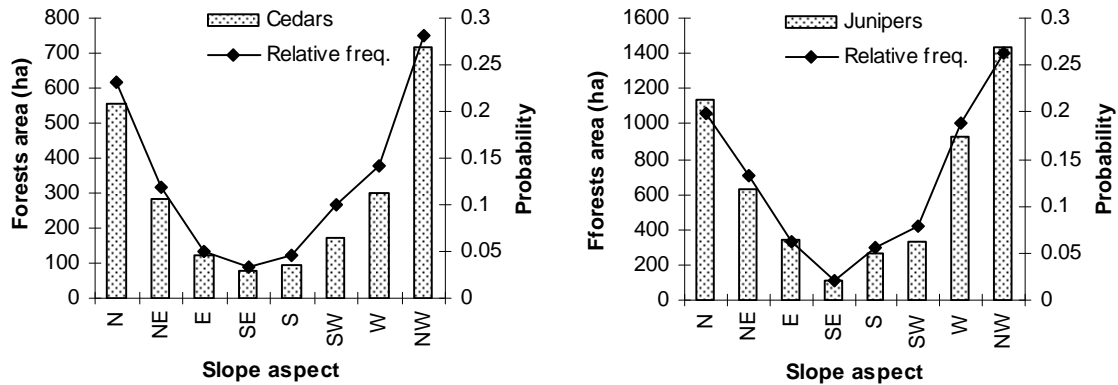 Cedars
Relative freq.
Forests area (ha)
800
700
600
500
400
300
200
100
0
0.3
0.25
0.2
0.15
0.1
0.05
0
Probability
N
NE
E
SE
S
SW
W
NW
Slope aspect
Junipers
Relative freq.
Fforests area (ha)
1600
1400
1200
1000
800
600
400
200
0
0.3
0.25
0.2
0.15
0.1
0.05
0
Probability
N
NE
E
SE
S
SW
W
NW
Slope aspect